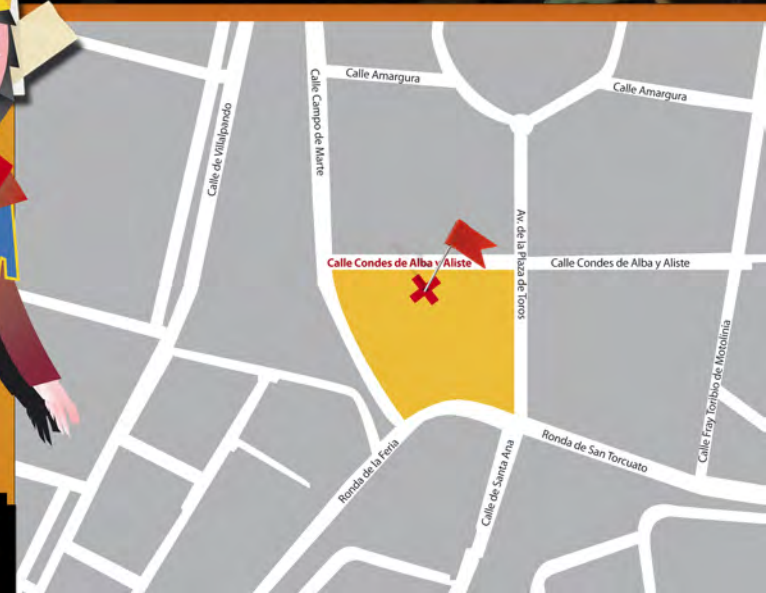 Calle Amargura
Calle Amargura
Calle de Villalpando
Calle Campo de Marte
Av. de la Plaza de Toros
Calle Condes de Alba y Aliste
Calle Condes de Alba y Aliste
Calle Fray Toribio de Motolinia
Ronda de la Feria
Calle de Santa Ana
Ronda de San Torcuato